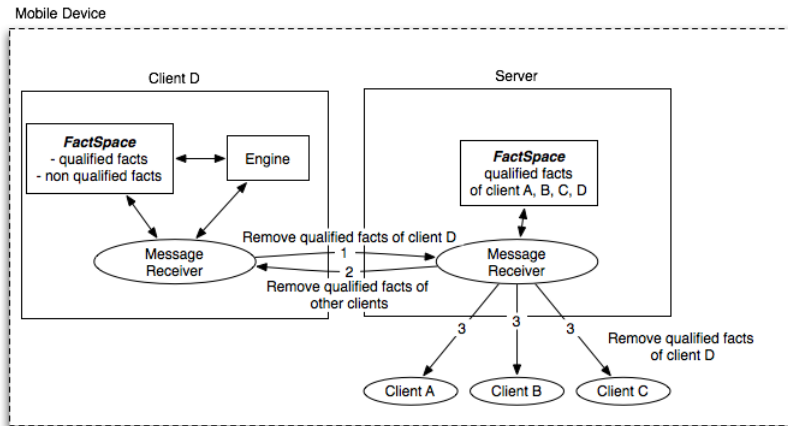 Mobile Device
Client D
Server
FactSpace
- qualified facts
- non qualified facts
Engine
FactSpace
qualified facts
of client A, B, C, D
Message
Receiver
Remove qualified facts of client D
1
2
Remove qualified facts of
other clients
Message
Receiver
3
3
3
Remove qualified facts
of client D
Client A
Client B
Client C